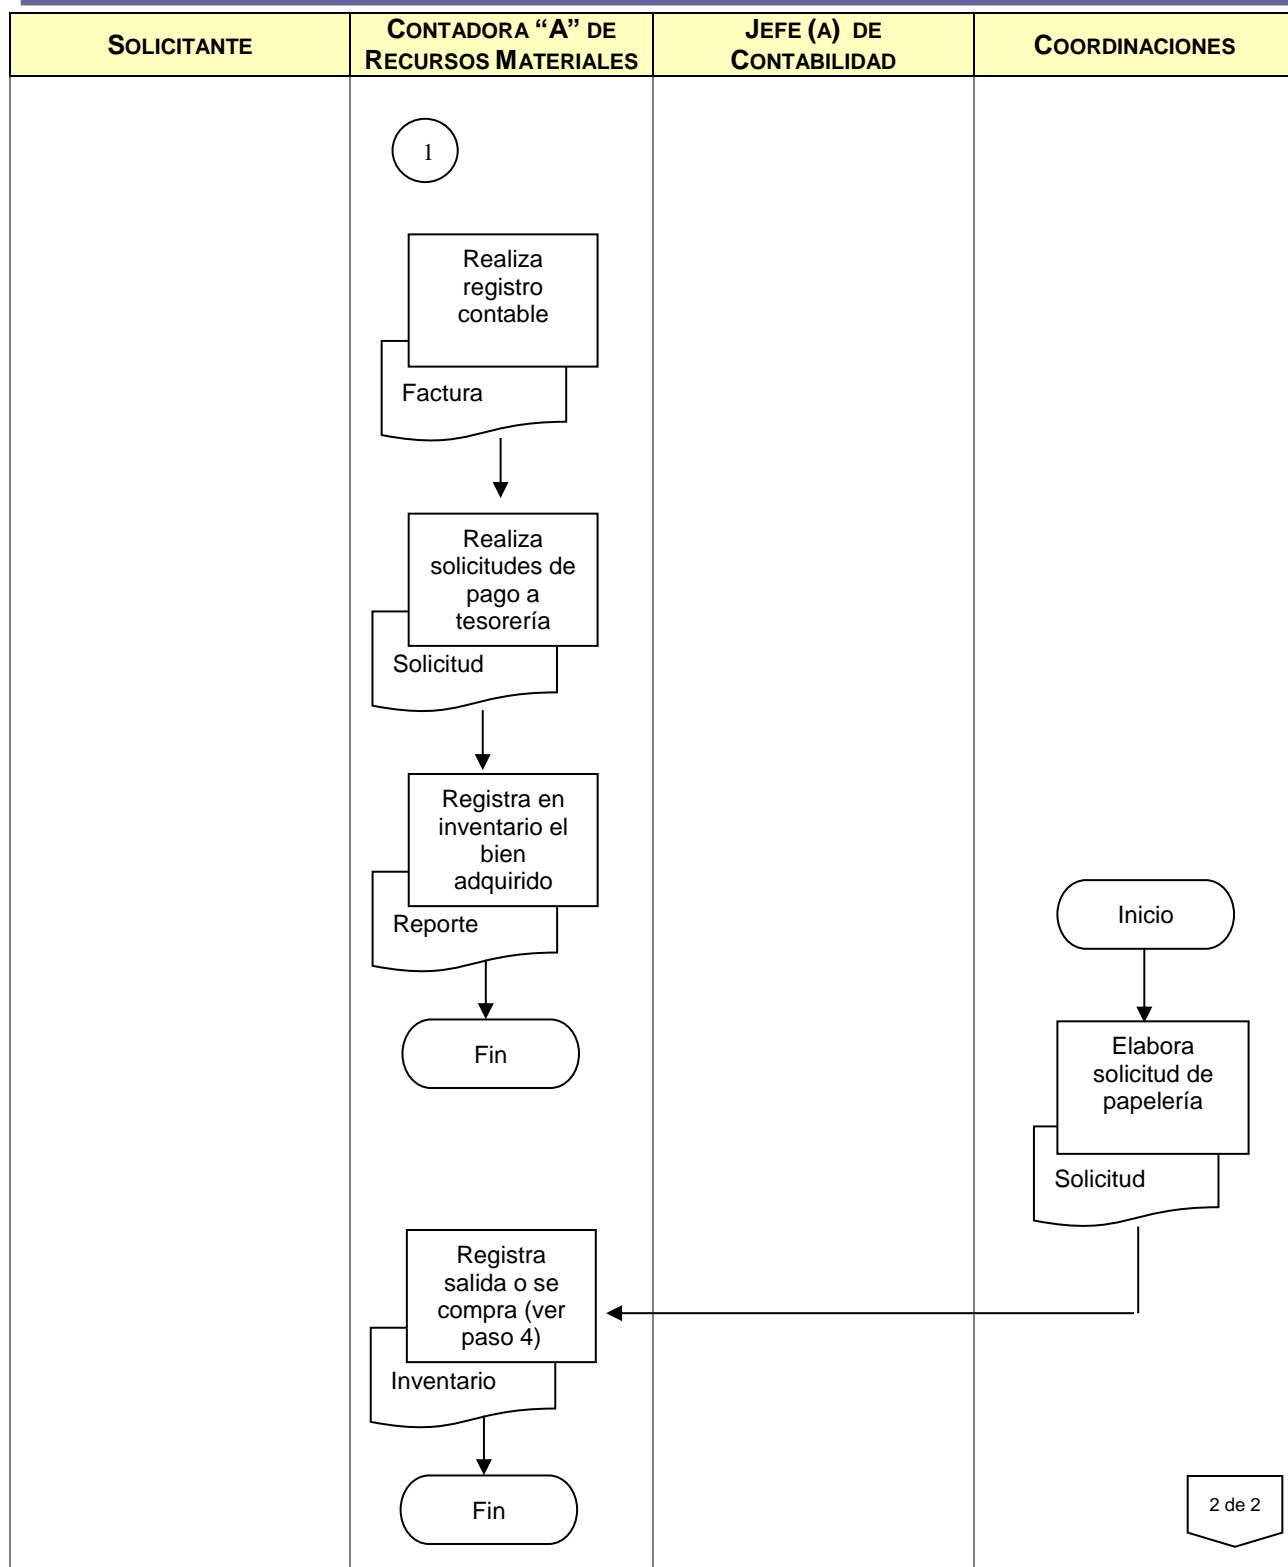 SOLICITANTE
CONTADORA “A” DE
RECURSOS MATERIALES
JEFE (A) DE
CONTABILIDAD
COORDINACIONES
1
Realiza
registro
contable
Factura
Realiza
solicitudes de
pago a
tesorería
Solicitud
Registra en
inventario el
bien
adquirido
Reporte
Fin
Inicio
Elabora
solicitud de
papelería
Solicitud
Registra
salida o se
compra (ver
paso 4)
Inventario
Fin
2 de 2